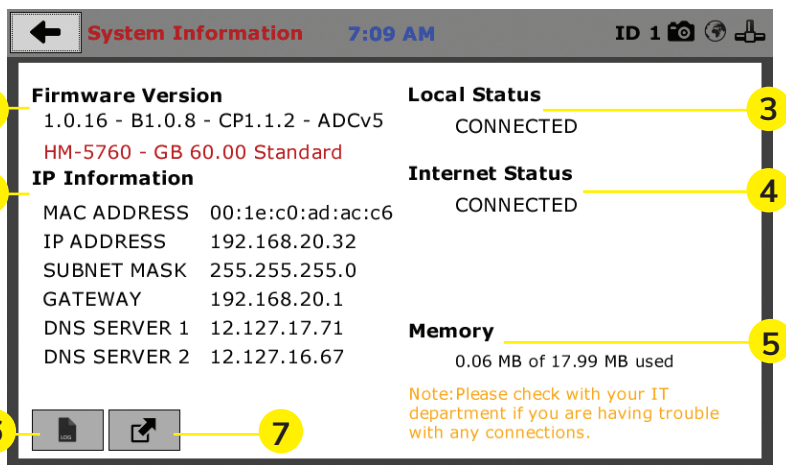 System Information 7:09 AM ID 1
Firmware Version
1.0.16 - B1.0.8 - CP1.1.2 - ADCv5
HM-5760 - GB 60.00 Standard
IP Information
MAC ADDRESS 00:1e:c0:ad:ac:c6
IP ADDRESS 192.168.20.32
SUBNET MASK 255.255.255.0
GATEWAY 192.168.20.1
DNS SERVER 1 12.127.17.71
DNS SERVER 2 12.127.16.67
LOG
7
Local Status
3
CONNECTED
Internet Status
4
CONNECTED
Memory
5
0.06 MB of 17.99 MB used
Note:Please check with your IT
department if you are having trouble
with any connections.